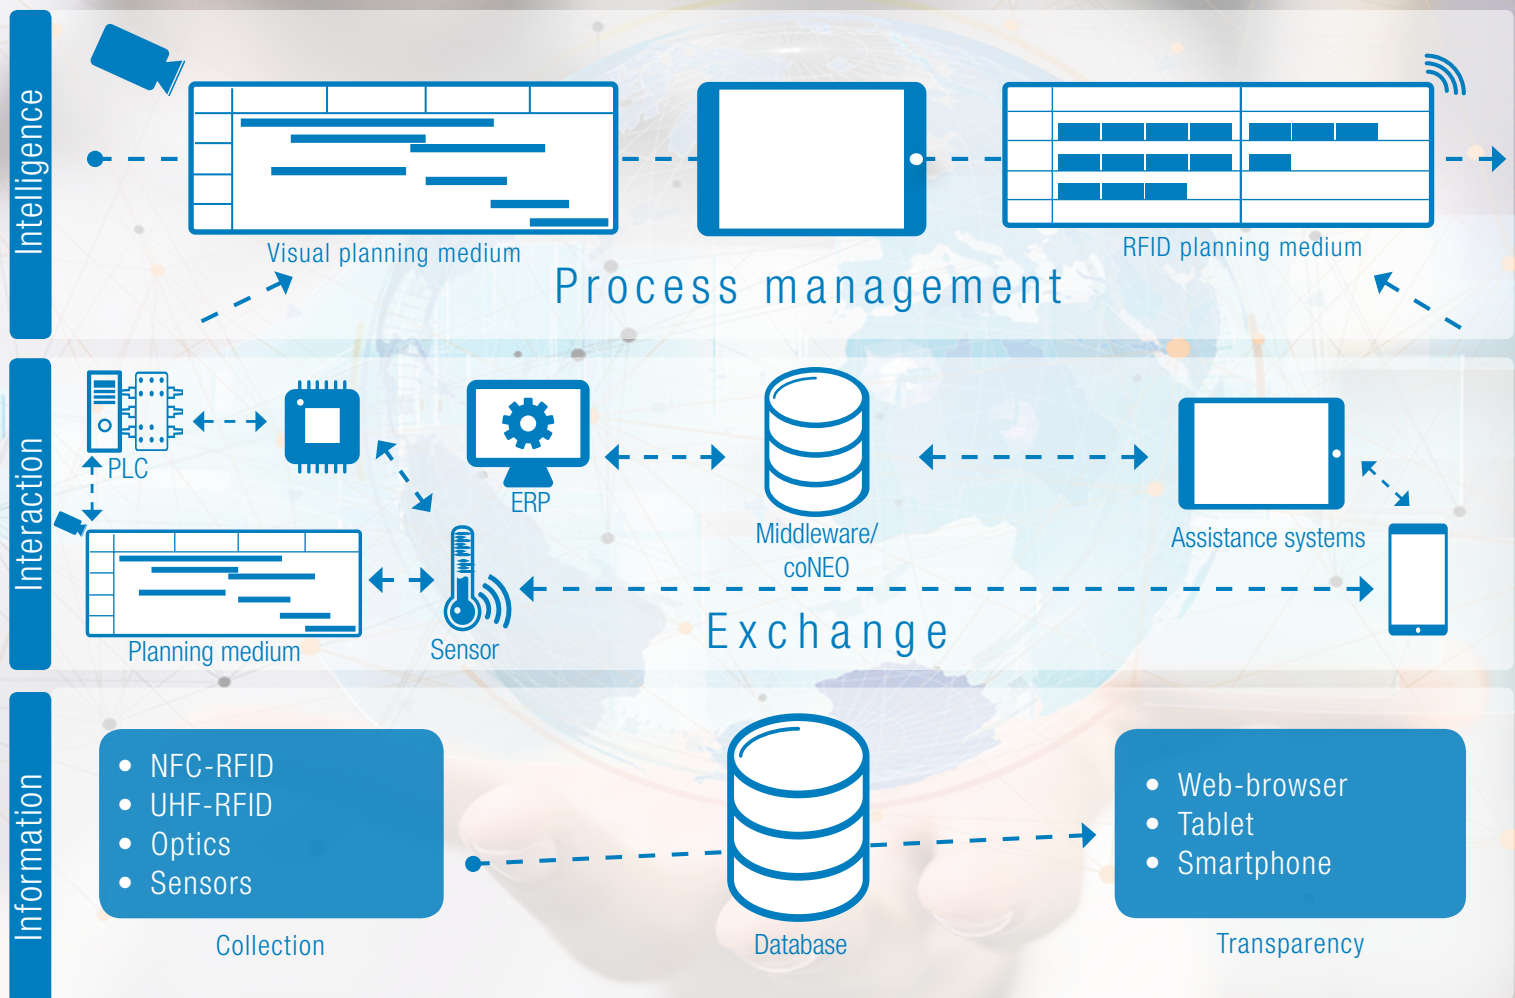 Intelligence
Visual planning medium
RFID planning medium
Process management
Interaction
PLC
ERP
Middleware/
coNEO
Assistance systems
Planning medium
Sensor
Exchange
Information
• NFC-RFID
• UHF-RFID
• Optics
• Sensors
Collection
Database
• Web-browser
• Tablet
• Smartphone
Transparency